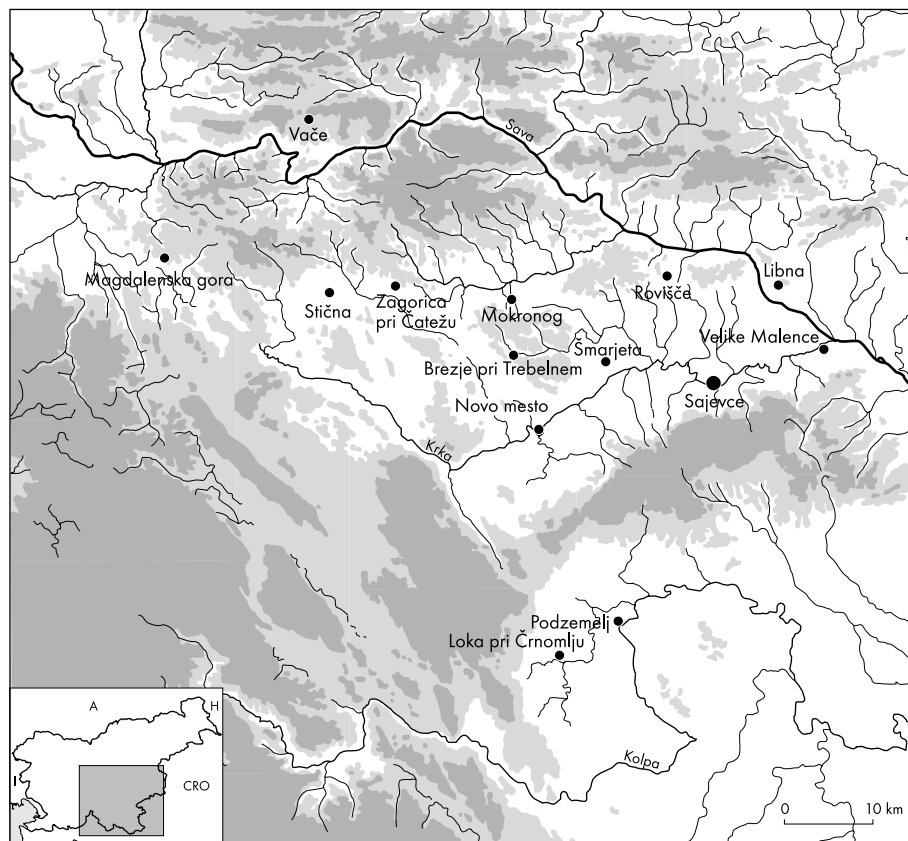 Sava
Vače
Magdalenska gora
Stična
Zagorica
pri Čatežu
Mokronog
Rovišče
Libna
Velike Malence
Šmarjeta
Brezje pri Trebelnem
Sajevce
Novo mesto
Krka
Podzemelj
Loka pri Črnomlju
Kolpa
A
H
I
CRO
0
10 km